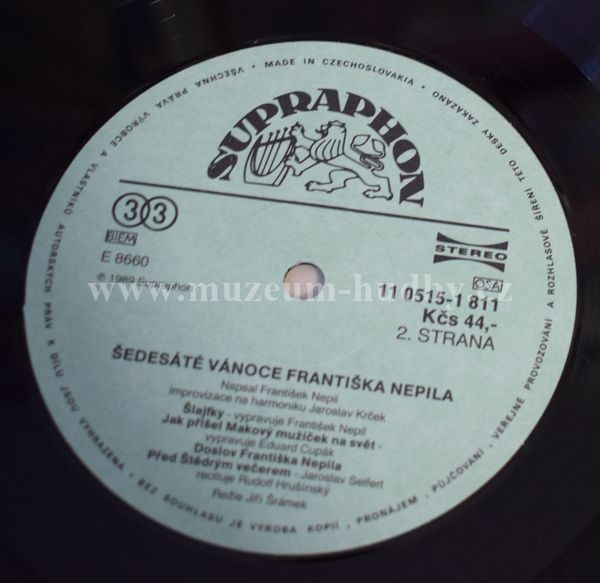 VŠECHNA PRÁVA VÝROBCE A VLASTNÍKŮ AUTORSKÝCH PRÁV K DÍLU JSOU VYHRAZENA • BEZ SOUHLASU JE VÝROBA KOPIÍ • PRONÁJEM • PŮJČOVÁNÍ • VEŘEJNÉ PROVOZOVÁNÍ A ROZHLASOVÉ ŠÍŘENÍ TÉTO DESKY ZAKÁZÁNO • MADE IN CZECHOSLOVAKIA •
SUPRAPHON
33
BIEM
E 8660
℗ 1989 Supraphon
STEREO
OSA
11 0515-1 811
Kčs 44,-
2. STRANA
www.muzeum-hudby.cz
ŠEDESÁTÉ VÁNOCE FRANTIŠKA NEPILA
Napsal František Nepil
Improvizace na harmoniku Jaroslav Krček
Šlajfky - vypravuje František Nepil
Jak přišel Makový mužíček na svět -
vypravuje Eduard Cupák
Doslov Františka Nepila
Před Štědrým večerem - Jaroslav Seifert
recituje Rudolf Hrušínský
Režie Jiří Šrámek